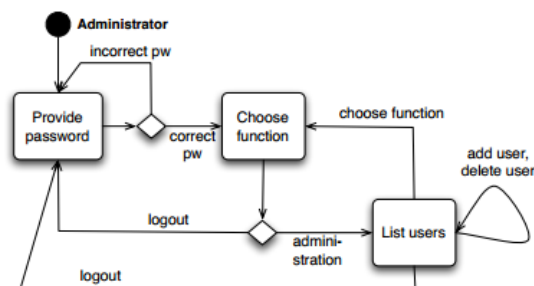 Administrator
incorrect pw
Provide
password
correct
pw
Choose
function
choose function
add user,
delete user
logout
admini-
stration
List users
logout